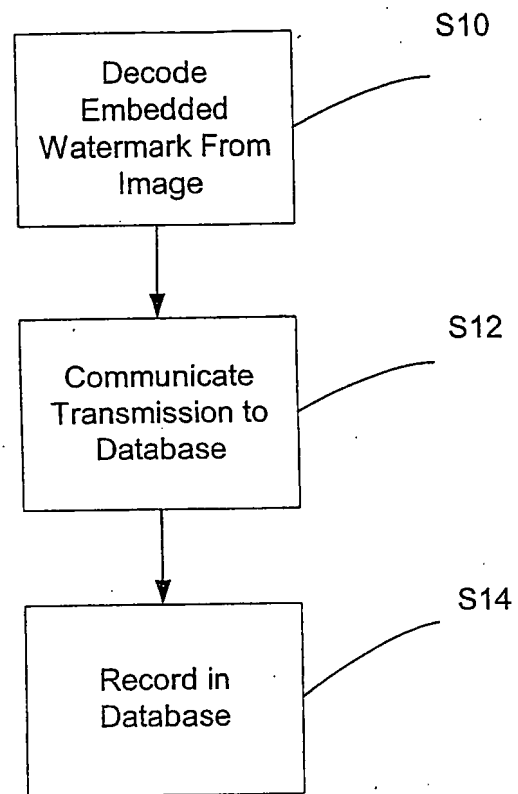 S10
Decode
Embedded
Watermark From
Image
S12
Communicate
Transmission to
Database
S14
Record in
Database